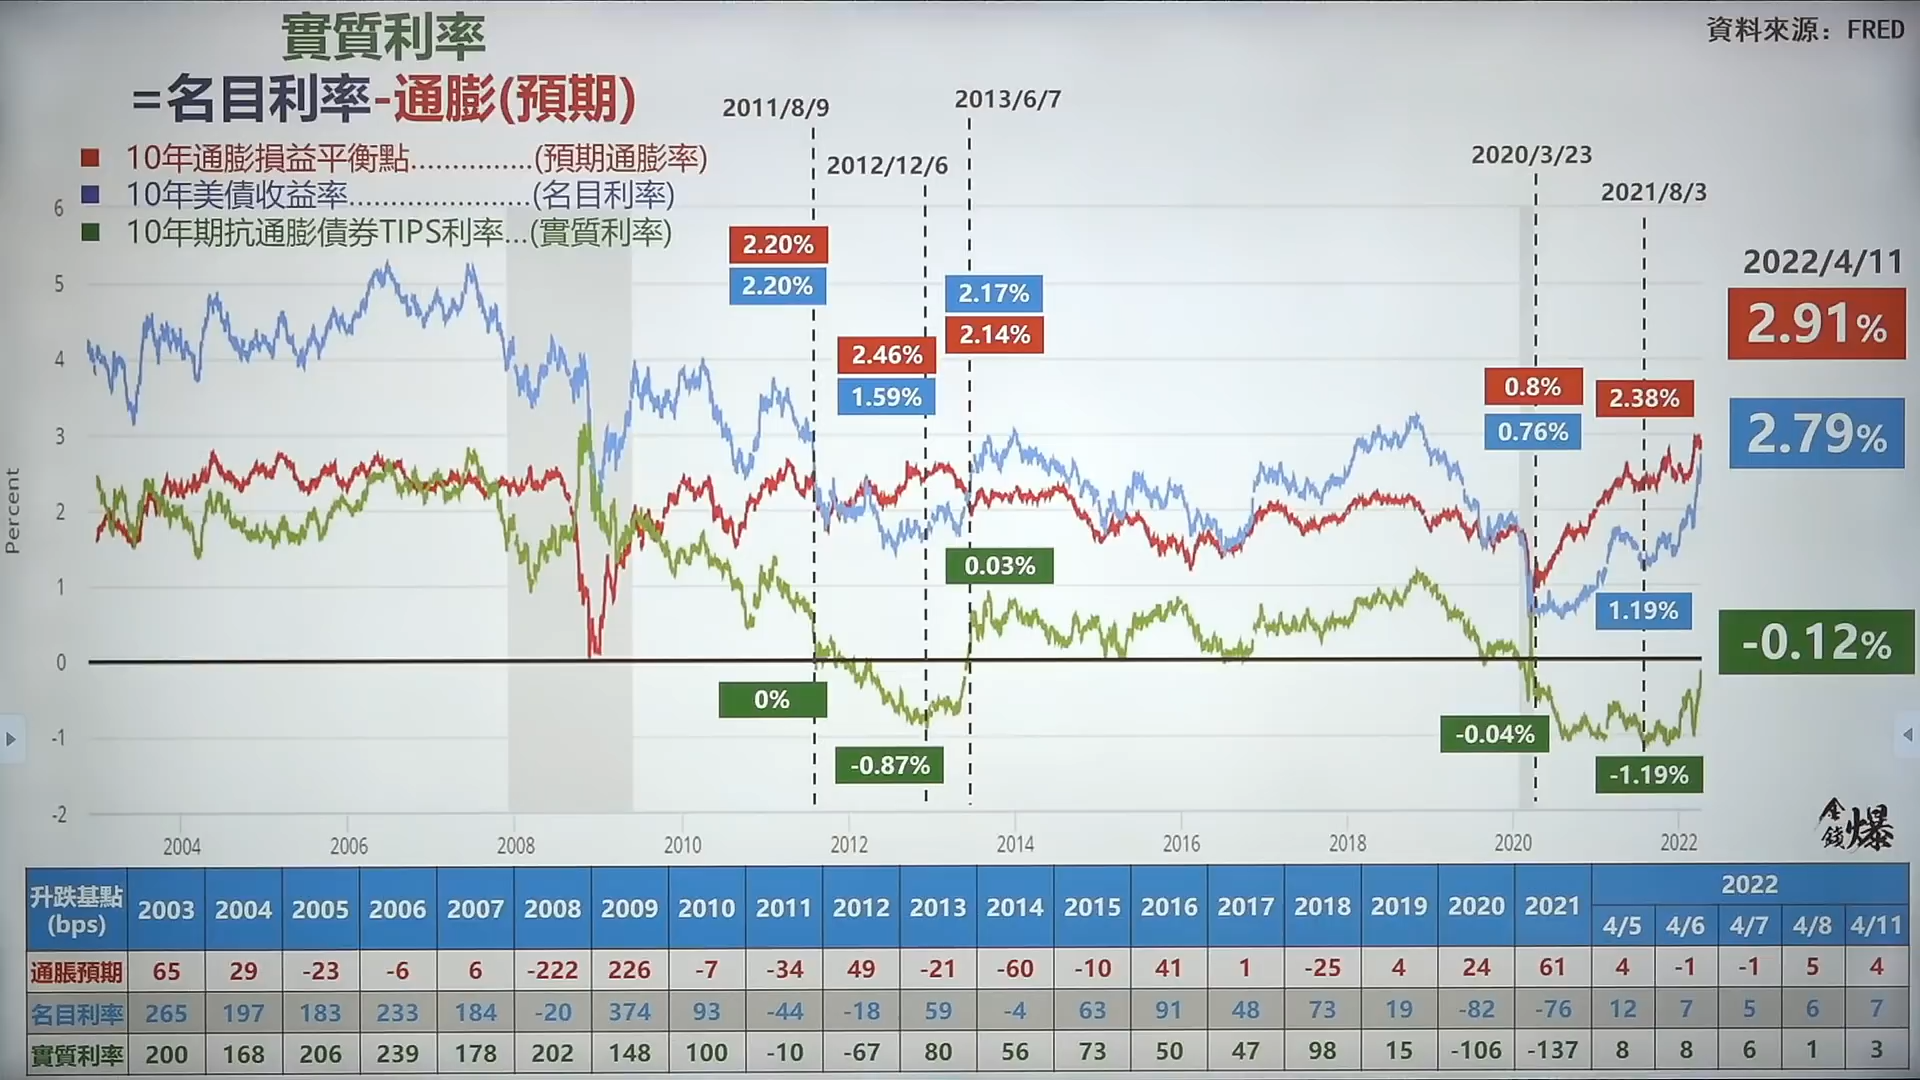 實質利率
=名目利率-通膨(預期)
資料來源：FRED
10年通膨損益平衡點...............(預期通膨率)
10年美債收益率.......................(名目利率)
10年期抗通膨債券TIPS利率...(實質利率)
2011/8/9
2012/12/6
2013/6/7
2020/3/23
2021/8/3
2022/4/11
2.20%
2.20%
2.46%
1.59%
2.17%
2.14%
0.8%
0.76%
2.38%
2.91%
2.79%
0.03%
1.19%
-0.12%
0%
-0.87%
-0.04%
-1.19%
Percent
6
5
4
3
2
1
0
-1
-2
2004 2006 2008 2010 2012 2014 2016 2018 2020 2022
金錢爆
升跌基點(bps) 2003 2004 2005 2006 2007 2008 2009 2010 2011 2012 2013 2014 2015 2016 2017 2018 2019 2020 2021 2022
4/5 4/6 4/7 4/8 4/11
通脹預期 65 29 -23 -6 6 -222 226 -7 -34 49 -21 -60 -10 41 1 -25 4 24 61 4 -1 -1 5 4
名目利率 265 197 183 233 184 -20 374 93 -44 -18 59 -4 63 91 48 73 19 -82 -76 12 7 5 6 7
實質利率 200 168 206 239 178 202 148 100 -10 -67 80 56 73 50 47 98 15 -106 -137 8 8 6 1 3